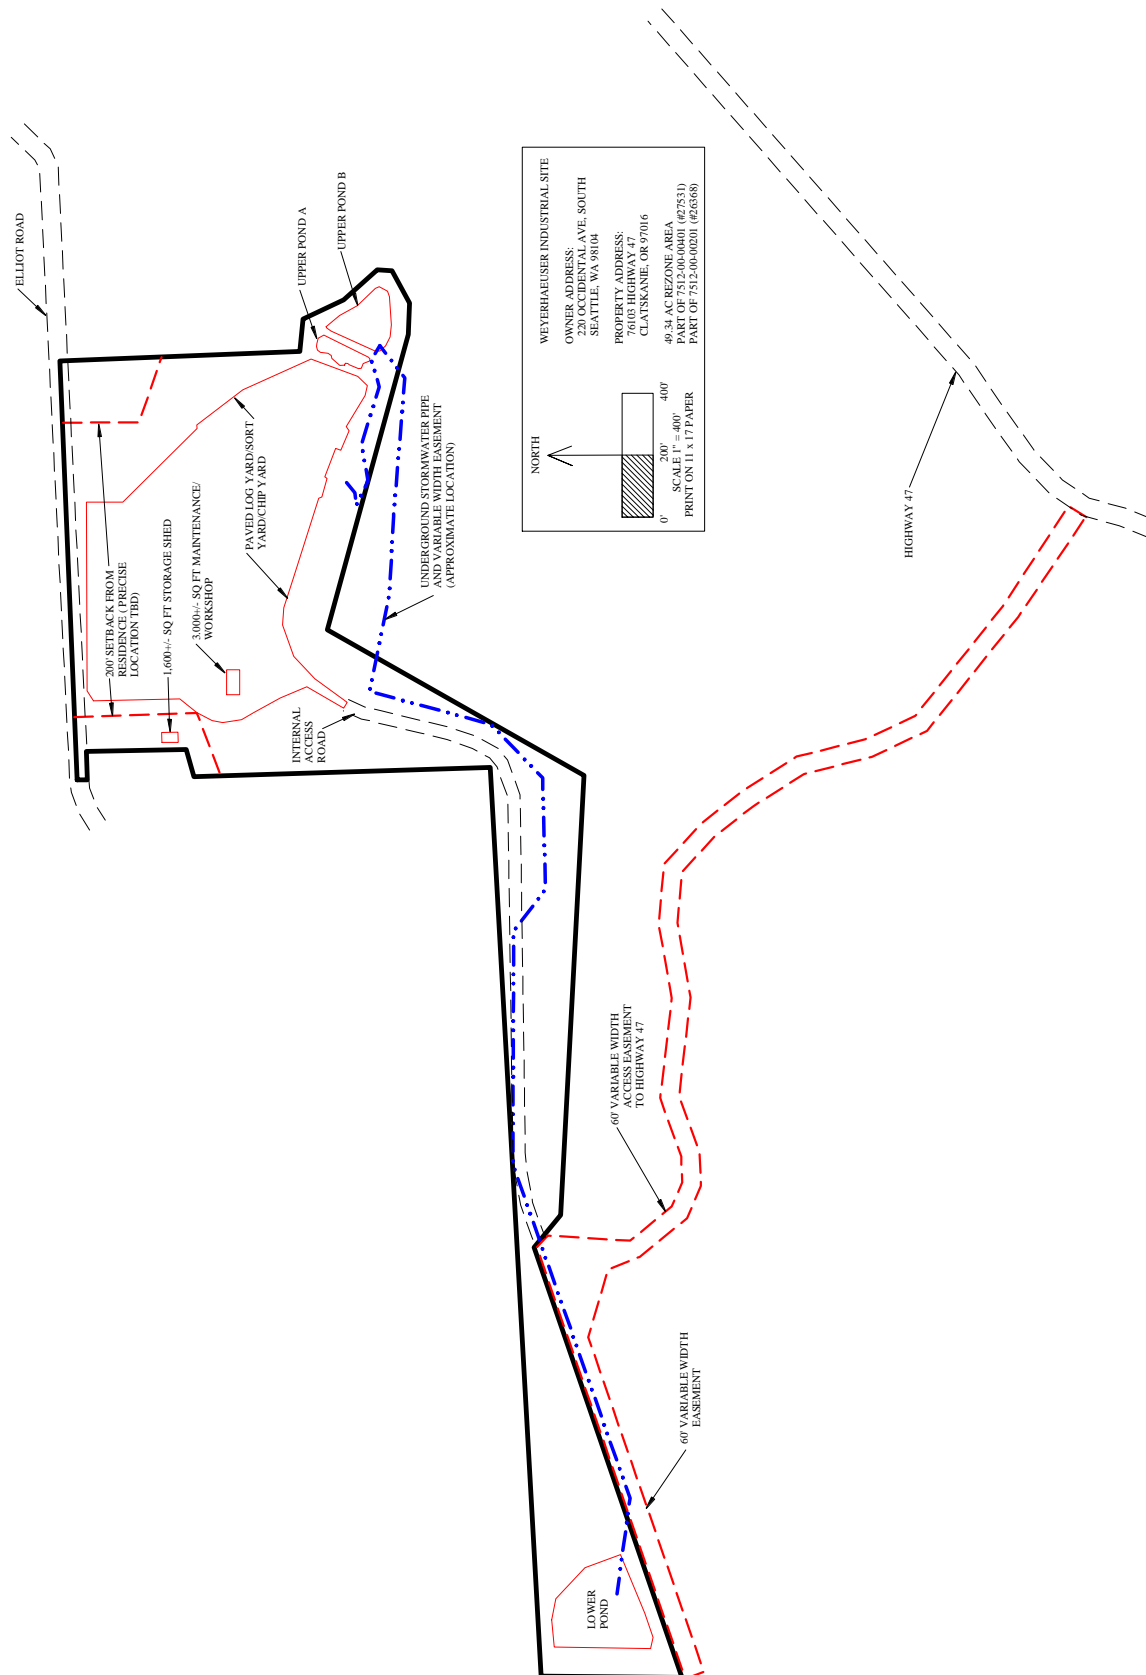 ELLIOT ROAD
UPPER POND A
UPPER POND B
200' SETBACK FROM
RESIDENCE ( PRECISE
LOCATION TBD)
1,600+/- SQ FT STORAGE SHED
3,000+/- SQ FT MAINTENANCE/
WORKSHOP
PAVED LOG YARD/SORT
YARD/CHIP YARD
INTERNAL
ACCESS
ROAD
UNDERGROUND STORMWATER PIPE
AND VARIABLE WIDTH EASEMENT
(APPROXIMATE LOCATION)
WEYERHAEUSER INDUSTRIAL SITE
OWNER ADDRESS:
220 OCCIDENTAL AVE, SOUTH
SEATTLE, WA 98104
PROPERTY ADDRESS:
76103 HIGHWAY 47
CLATSKANIE, OR 97016
49.34 AC REZONE AREA
PART OF 7512-00-00401 (#27531)
PART OF 7512-00-00201 (#26368)
NORTH
0' 200' 400'
SCALE 1" = 400'
PRINT ON 11 x 17 PAPER
HIGHWAY 47
60' VARIABLE WIDTH
ACCESS EASEMENT
TO HIGHWAY 47
60' VARIABLE WIDTH
EASEMENT
LOWER
POND